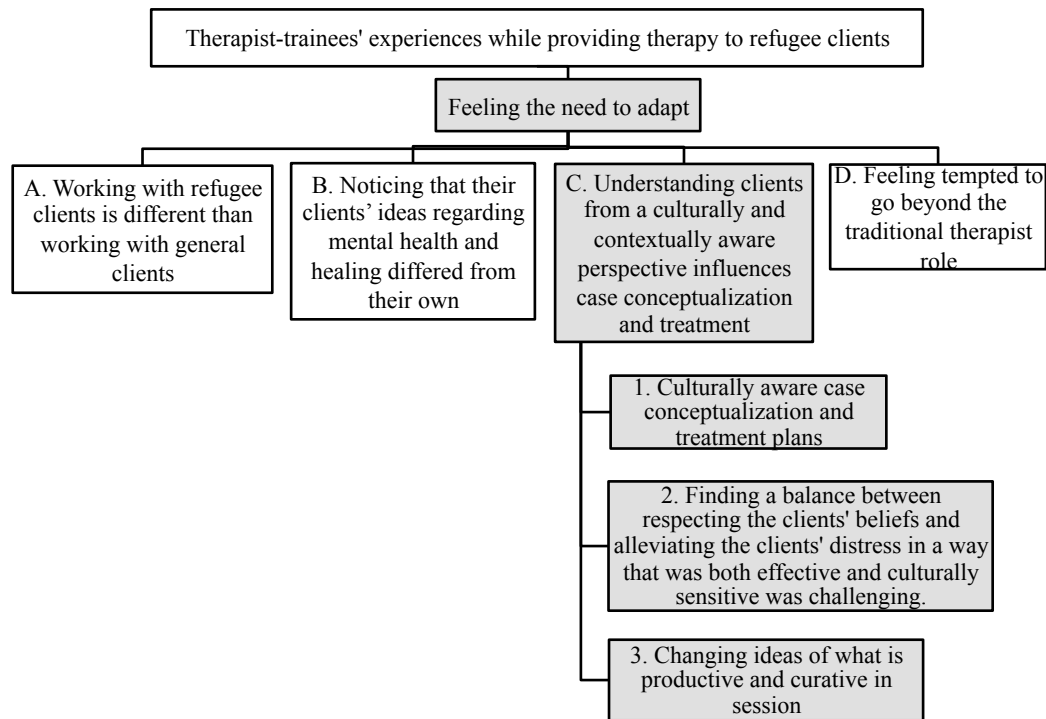 Therapist-trainees' experiences while providing therapy to refugee clients
Feeling the need to adapt
A. Working with refugee
clients is different than
working with general
clients
B. Noticing that their
clients’ ideas regarding
mental health and
healing differed from
their own
C. Understanding clients
from a culturally and
contextually aware
perspective influences
case conceptualization
and treatment
D. Feeling tempted to
go beyond the
traditional therapist
role
1. Culturally aware case
conceptualization and
treatment plans
2. Finding a balance between
respecting the clients' beliefs and
alleviating the clients' distress in a way
that was both effective and culturally
sensitive was challenging.
3. Changing ideas of what is
productive and curative in
session